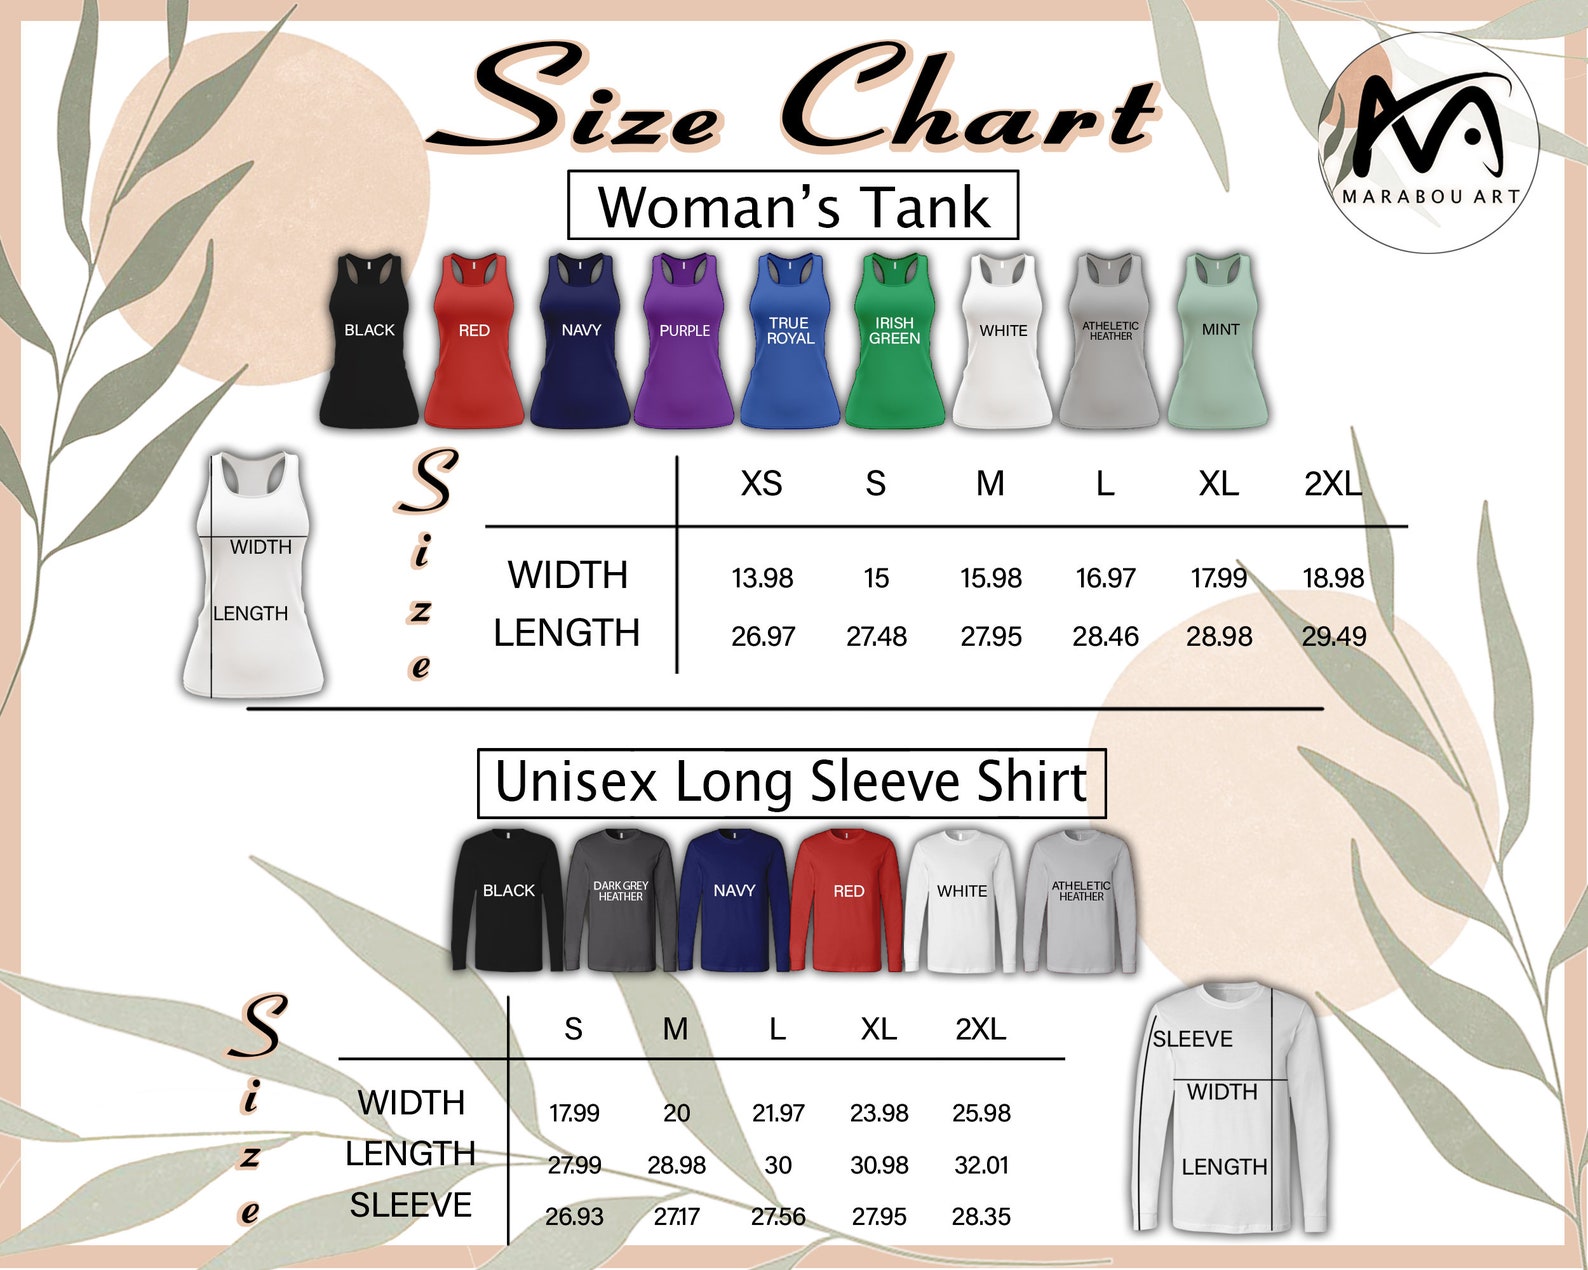 Size Chart
MARABOU ART
Woman's Tank
BLACK
RED
NAVY
PURPLE
TRUE
ROYAL
IRISH
GREEN
WHITE
ATHELETIC
HEATHER
MINT
WIDTH
LENGTH
Size
XS S M L XL 2XL
WIDTH 13.98 15 15.98 16.97 17.99 18.98
LENGTH 26.97 27.48 27.95 28.46 28.98 29.49
Unisex Long Sleeve Shirt
BLACK
DARK GREY
HEATHER
NAVY
RED
WHITE
ATHELETIC
HEATHER
Size
S M L XL 2XL
WIDTH 17.99 20 21.97 23.98 25.98
LENGTH 27.99 28.98 30 30.98 32.01
SLEEVE 26.93 27.17 27.56 27.95 28.35
SLEEVE
WIDTH
LENGTH